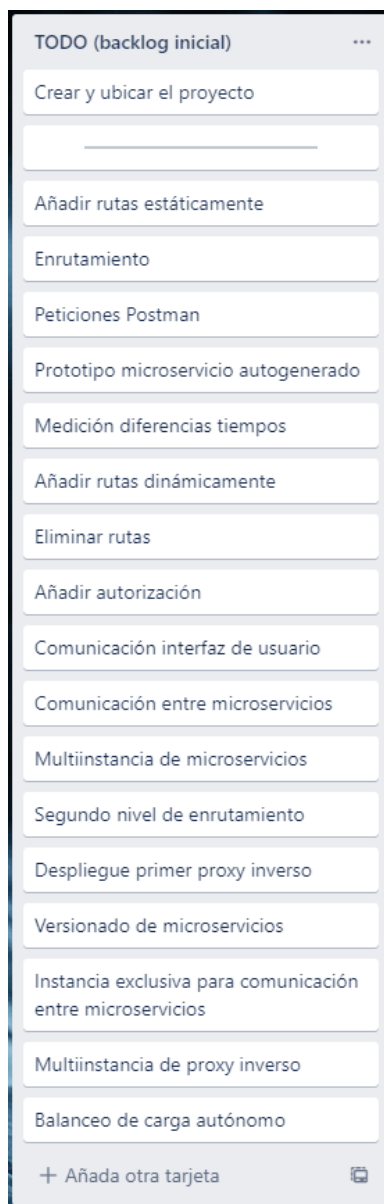 TODO (backlog inicial)
Crear y ubicar el proyecto
Añadir rutas estáticamente
Enrutamiento
Peticiones Postman
Prototipo microservicio autogenerado
Medición diferencias tiempos
Añadir rutas dinámicamente
Eliminar rutas
Añadir autorización
Comunicación interfaz de usuario
Comunicación entre microservicios
Multiinstancia de microservicios
Segundo nivel de enrutamiento
Despliegue primer proxy inverso
Versionado de microservicios
Instancia exclusiva para comunicación
entre microservicios
Multiinstancia de proxy inverso
Balanceo de carga autónomo
+ Añada otra tarjeta